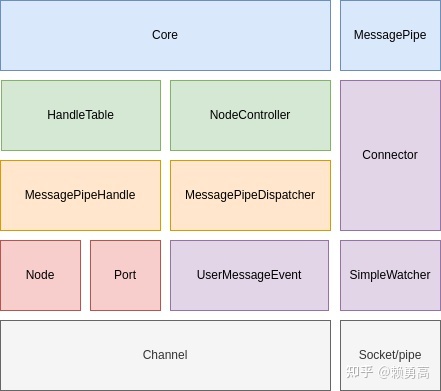 Core
MessagePipe
HandleTable
NodeController
Connector
MessagePipeHandle
MessagePipeDispatcher
Node
Port
UserMessageEvent
SimpleWatcher
Channel
Socket/pipe
知乎 @赖勇高